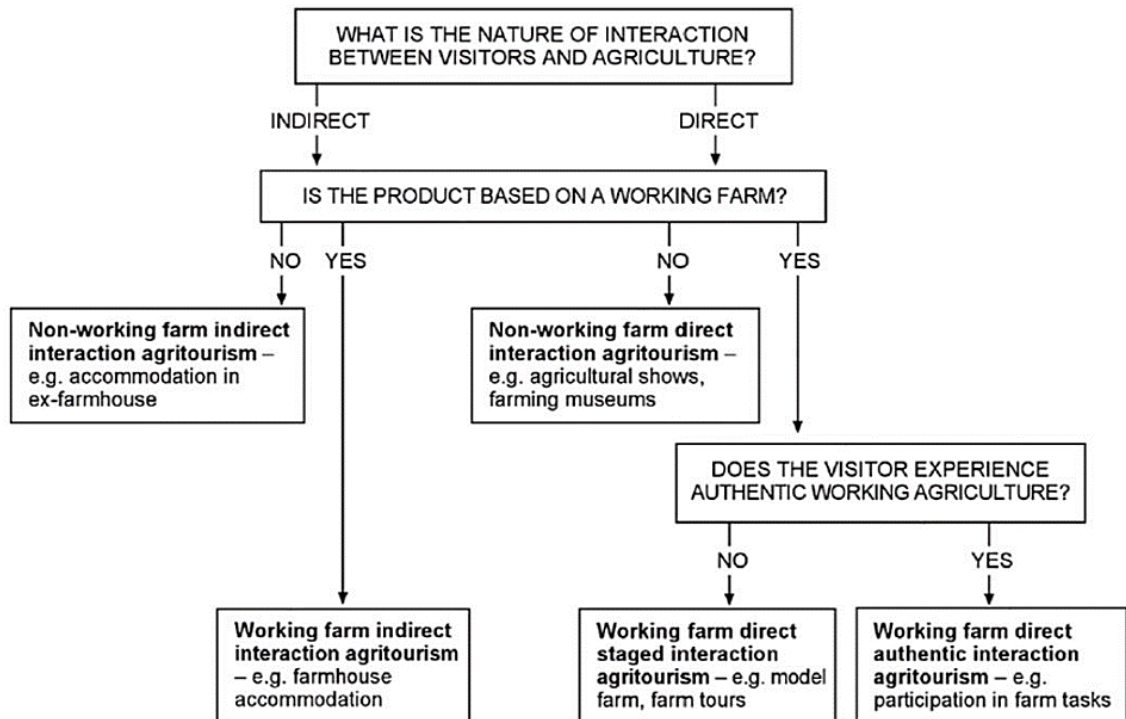 WHAT IS THE NATURE OF INTERACTION
BETWEEN VISITORS AND AGRICULTURE?
INDIRECT
DIRECT
IS THE PRODUCT BASED ON A WORKING FARM?
NO
YES
NO
YES
Non-working farm indirect
interaction agritourism –
e.g. accommodation in
ex-farmhouse
Non-working farm direct
interaction agritourism –
e.g. agricultural shows,
farming museums
DOES THE VISITOR EXPERIENCE
AUTHENTIC WORKING AGRICULTURE?
NO
YES
Working farm indirect
interaction agritourism
– e.g. farmhouse
accommodation
Working farm direct
staged interaction
agritourism – e.g. model
farm, farm tours
Working farm direct
authentic interaction
agritourism – e.g.
participation in farm tasks